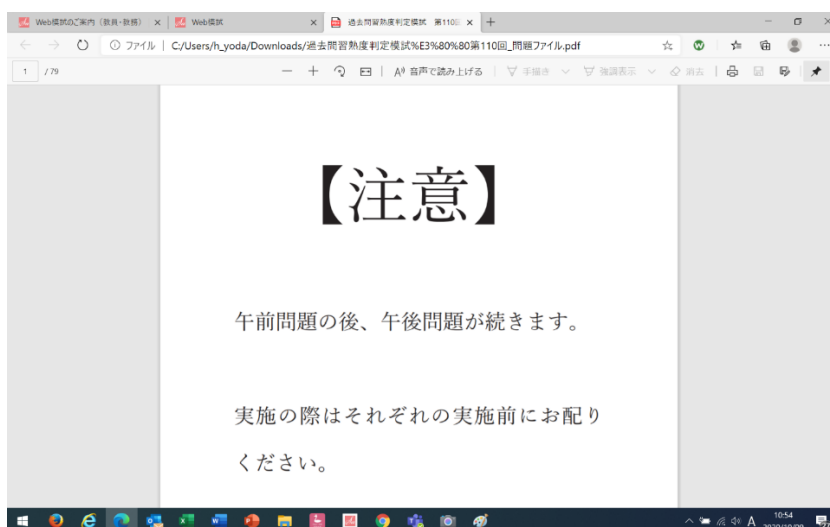 Web模試のご案内（教員・教務）
Web模試
過去問習熟度判定模試　第110回
ファイル
C:/Users/h_yoda/Downloads/過去問習熟度判定模試%E3%80%80第110回_問題ファイル.pdf
1 / 79
音声で読み上げる
手描き
強調表示
消去
【注意】
午前問題の後、午後問題が続きます。
実施の際はそれぞれの実施前にお配り
ください。
A
10:54